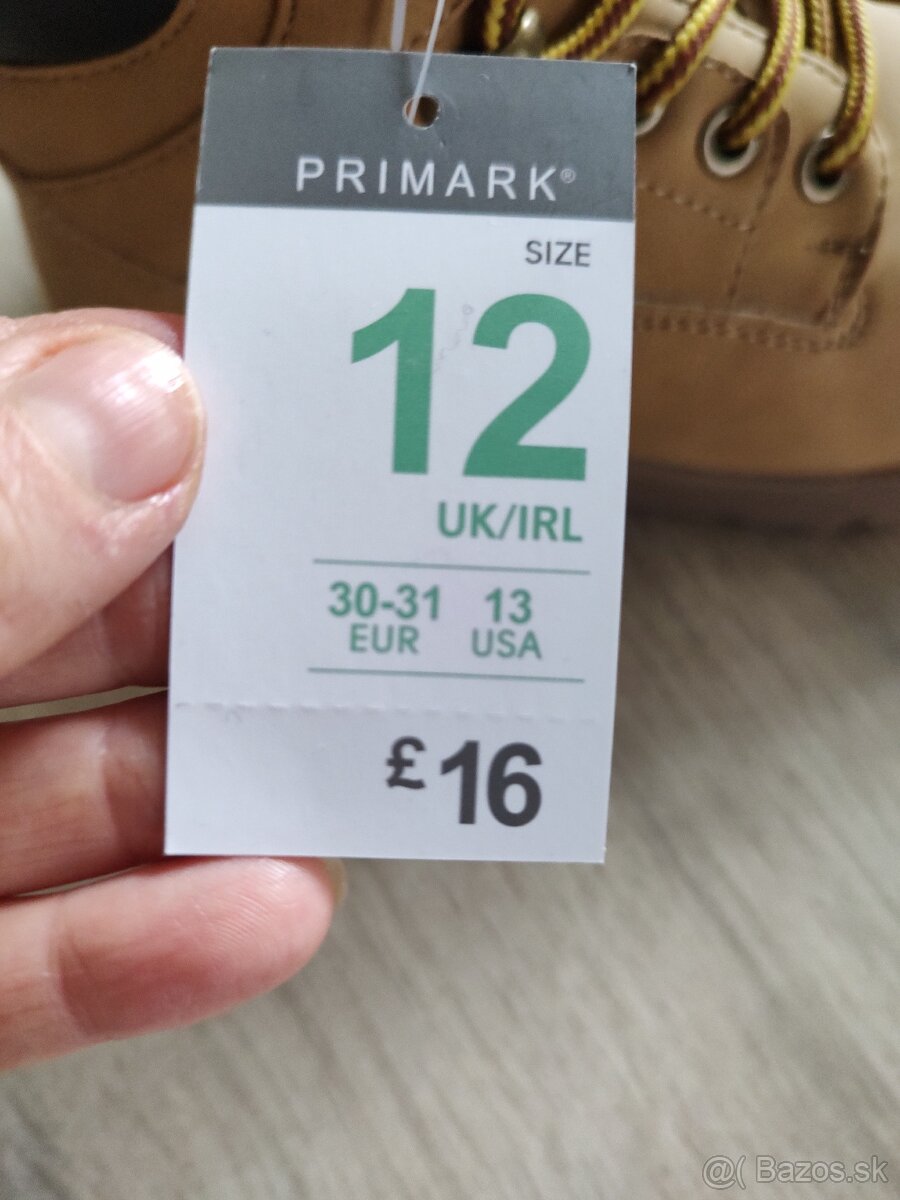 PRIMARK®
SIZE
12
UK/IRL
30-31 13
EUR USA
£16
@( Bazos.sk